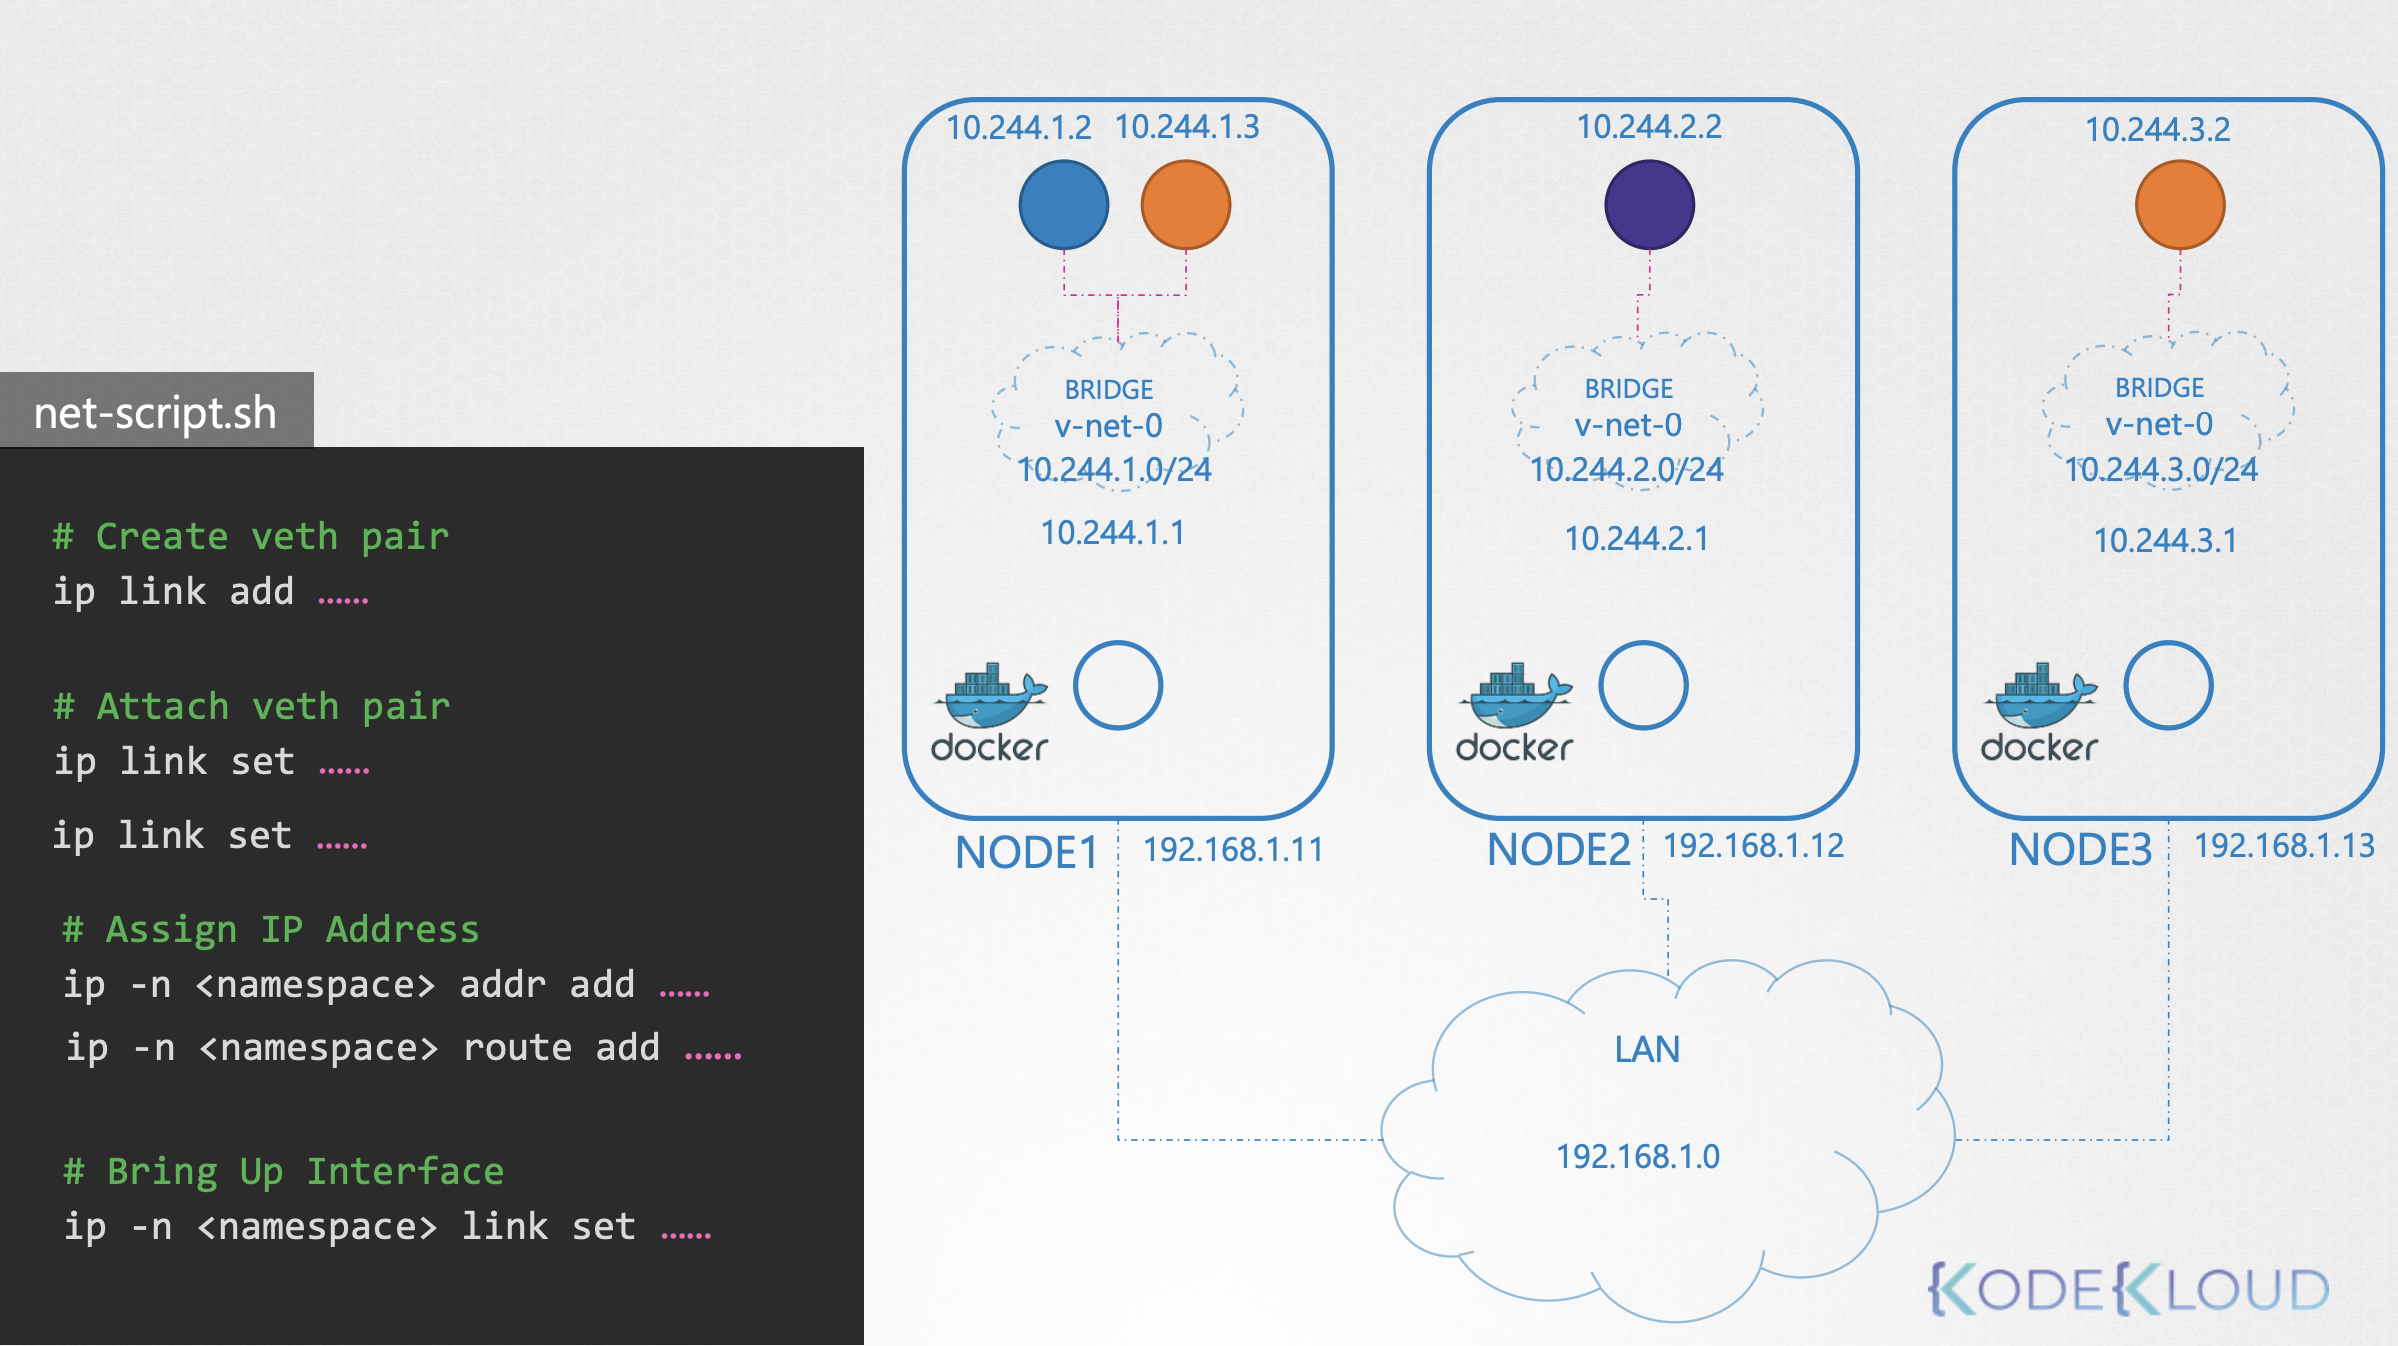 net-script.sh
# Create veth pair
ip link add ……
# Attach veth pair
ip link set ……
ip link set ……
# Assign IP Address
ip -n <namespace> addr add ……
ip -n <namespace> route add ……
# Bring Up Interface
ip -n <namespace> link set ……
10.244.1.2 10.244.1.3
BRIDGE
v-net-0
10.244.1.0/24
10.244.1.1
docker
NODE1 192.168.1.11
10.244.2.2
BRIDGE
v-net-0
10.244.2.0/24
10.244.2.1
docker
NODE2 192.168.1.12
10.244.3.2
BRIDGE
v-net-0
10.244.3.0/24
10.244.3.1
docker
NODE3 192.168.1.13
LAN
192.168.1.0
KODEKLOUD